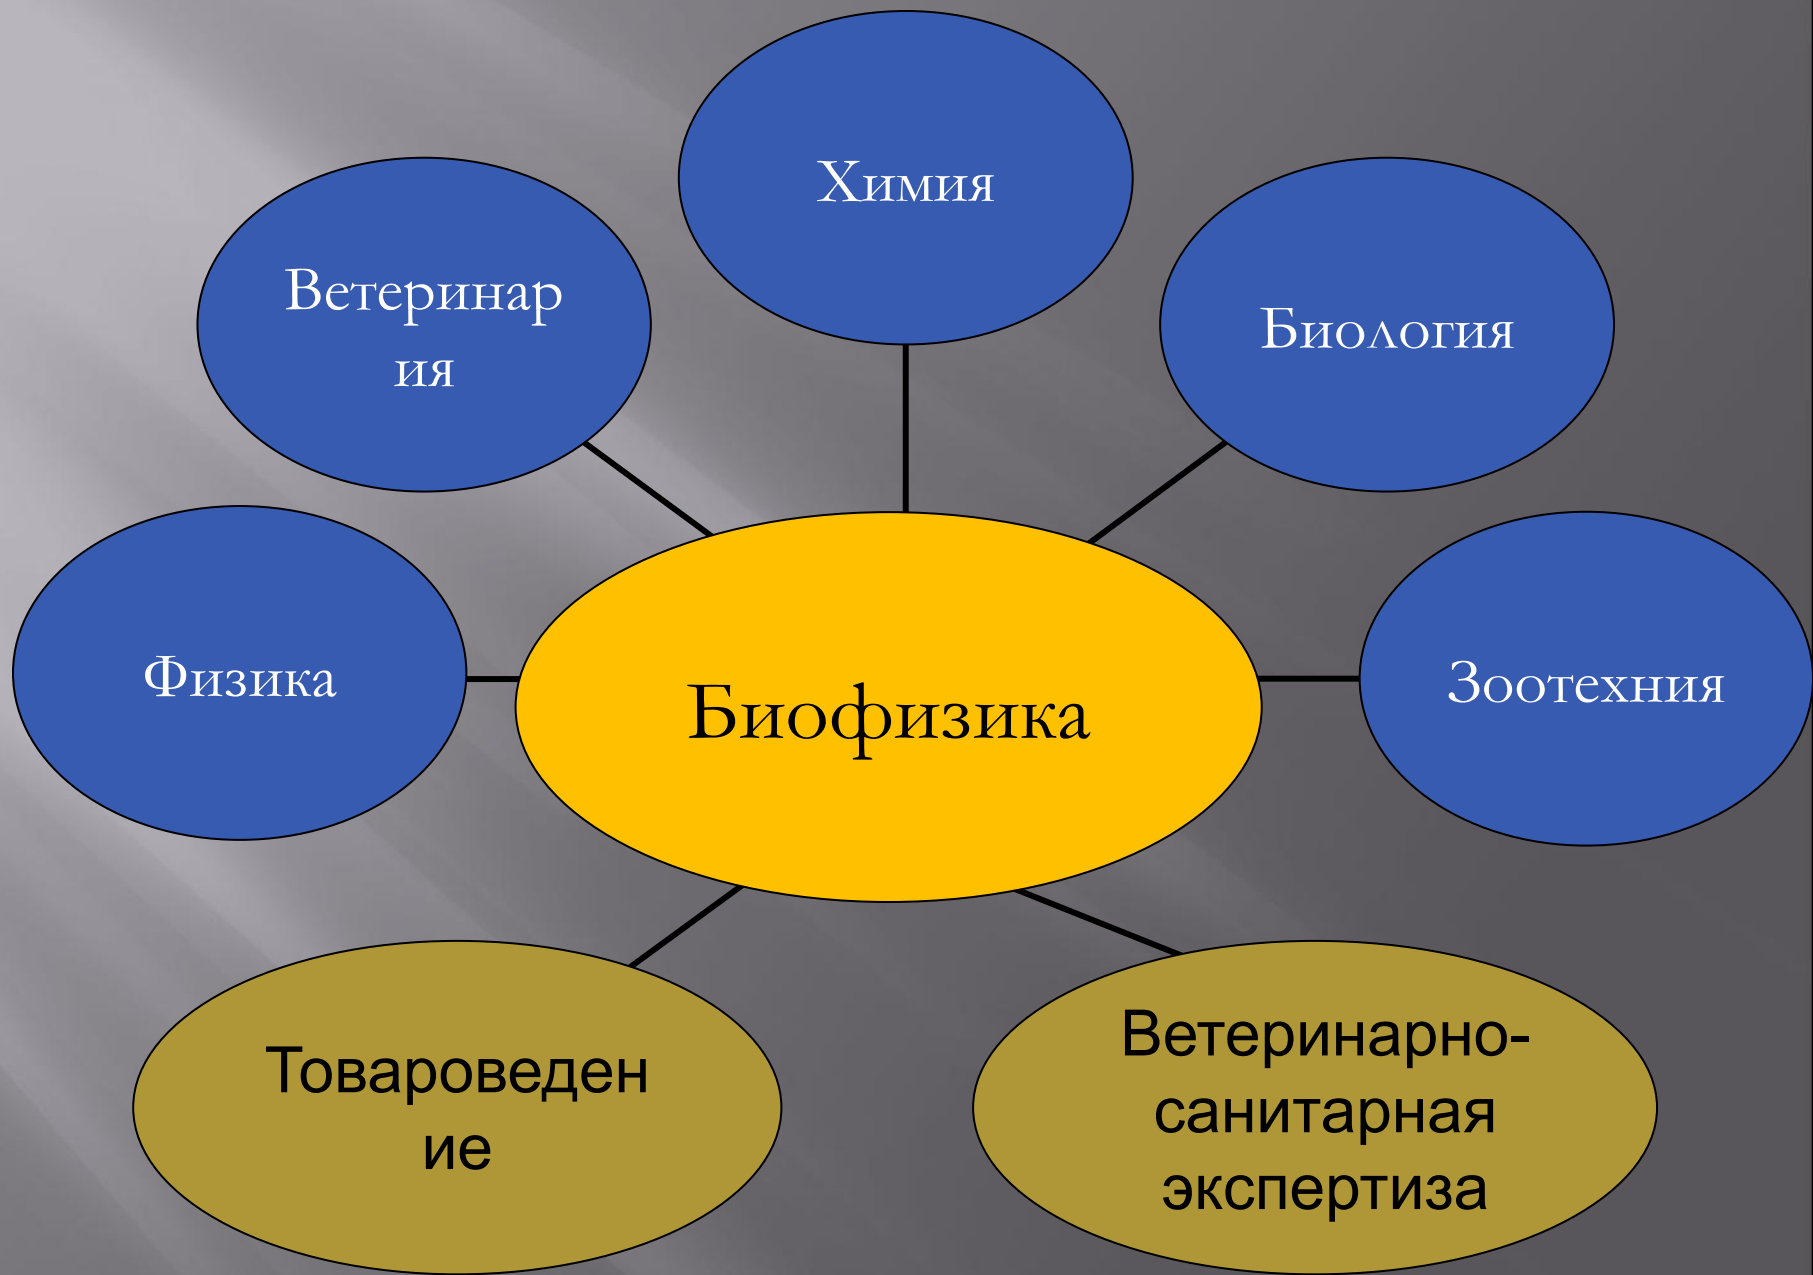 Химия
Ветеринар
ия
Биология
Физика
Биофизика
Зоотехния
Товароведен
ие
Ветеринарно-
санитарная
экспертиза